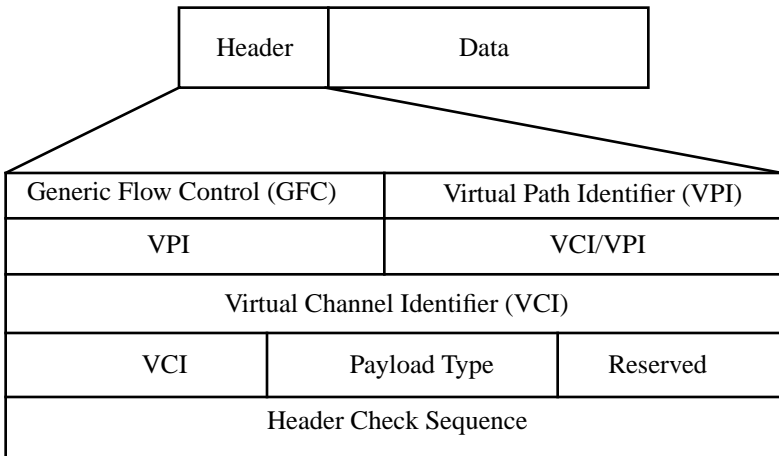 Header Data
Generic Flow Control (GFC) Virtual Path Identifier (VPI)
VPI VCI/VPI
Virtual Channel Identifier (VCI)
VCI Payload Type Reserved
Header Check Sequence